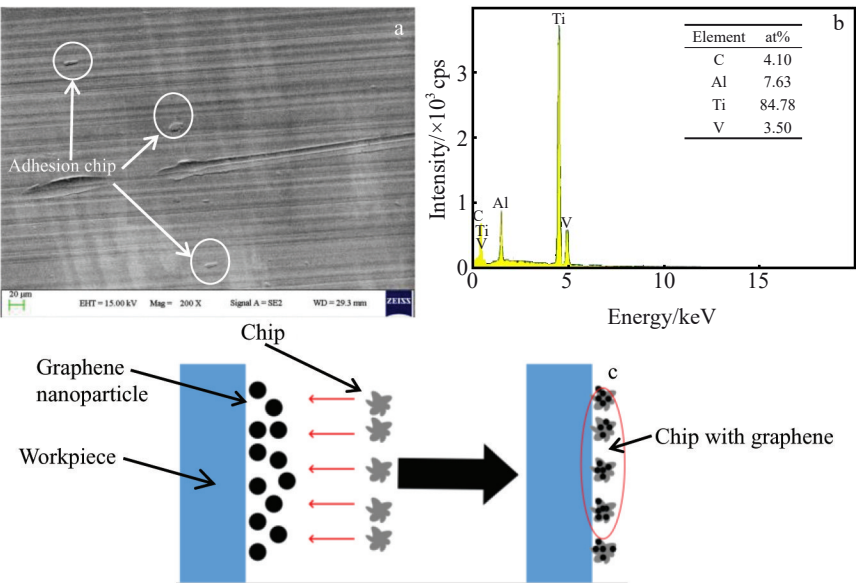 a
Adhesion chip
20 μm
EHT = 15.00 kV Mag = 200 X Signal A = SE2 WD = 29.3 mm ZEISS
b
Ti
Element at%
C 4.10
Al 7.63
Ti 84.78
V 3.50
3
2
1
0
Intensity/×10³ cps
C
Ti
V
Al
V
0 5 10 15
Energy/keV
Chip
Graphene
nanoparticle
Workpiece
c
Chip with graphene